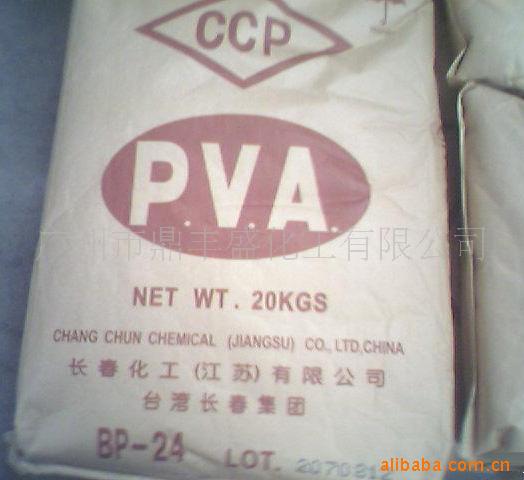 CCP
P.V.A.
广州市鼎丰盛化工有限公司
NET WT. 20KGS
CHANG CHUN CHEMICAL (JIANGSU) CO., LTD, CHINA
长春化工(江苏)有限公司
台湾长春集团
BP-24 LOT. 2070212
alibaba.com.cn